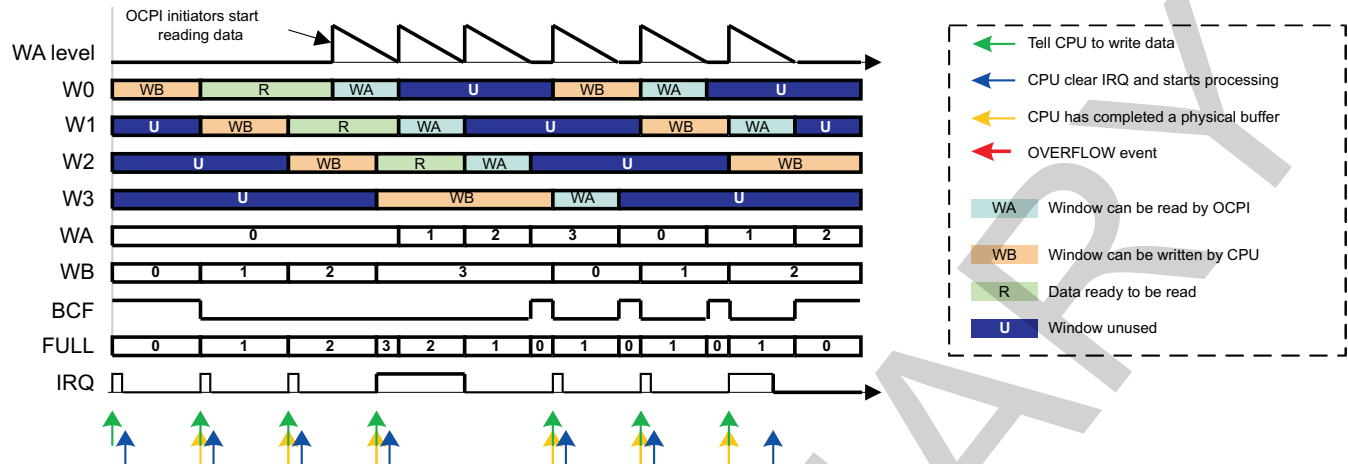 OCPI initiators start
reading data
WA level
W0 WB R WA U WB WA U
W1 U WB R WA U WB WA U
W2 U WB R WA U WB
W3 U WB WA U
WA 0 1 2 3 0 1 2
WB 0 1 2 3 0 1 2
BCF
FULL 0 1 2 3 2 1 0 1 0 1 0 1 0
IRQ
Tell CPU to write data
CPU clear IRQ and starts processing
CPU has completed a physical buffer
OVERFLOW event
WA Window can be read by OCPI
WB Window can be written by CPU
R Data ready to be read
U Window unused
ARY